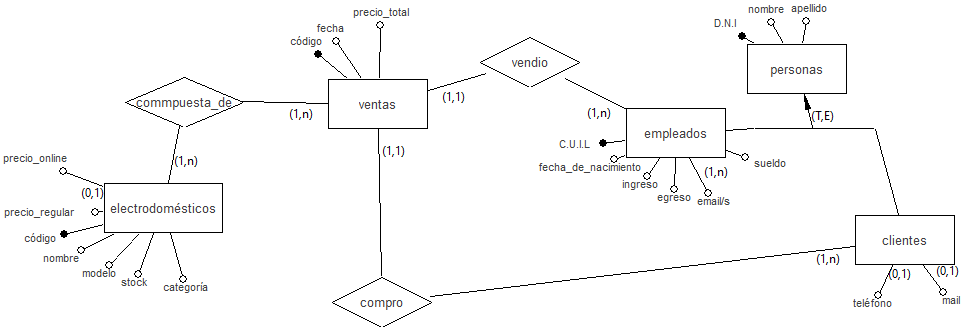 precio_total
fecha
código
nombre
apellido
D.N.I
personas
(T,E)
vendio
(1,1)
(1,n)
commpuesta_de
(1,n)
ventas
(1,1)
empleados
C.U.I.L
fecha_de_nacimiento
ingreso
egreso
(1,n)
email/s
sueldo
(1,n)
precio_online
(0,1)
electrodomésticos
precio_regular
código
nombre
modelo
stock
categoría
clientes
(1,n)
(0,1)
(0,1)
teléfono
mail
compro